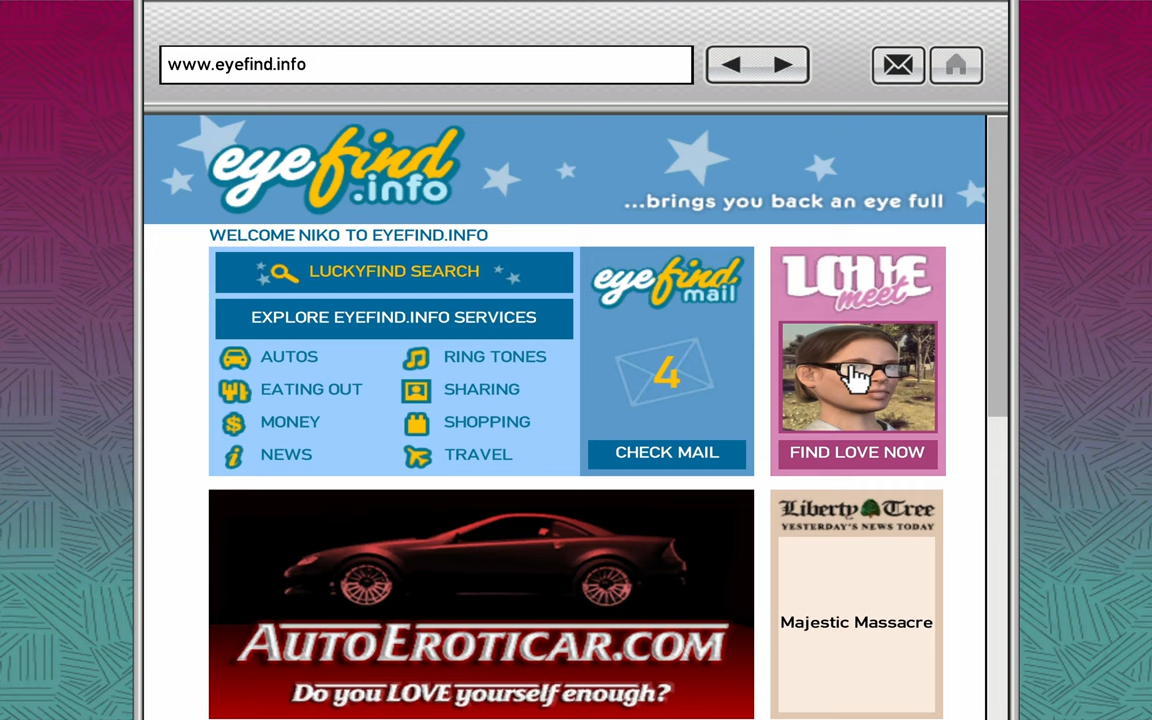 www.eyefind.info
eyefind.info
...brings you back an eye full
WELCOME NIKO TO EYEFIND.INFO
LUCKYFIND SEARCH
EXPLORE EYEFIND.INFO SERVICES
AUTOS
RING TONES
EATING OUT
SHARING
MONEY
SHOPPING
NEWS
TRAVEL
eyefind
mail
4
CHECK MAIL
LOVE
meet
FIND LOVE NOW
AUTOEROTICAR.COM
Do you LOVE yourself enough?
Liberty Tree
YESTERDAY'S NEWS TODAY
Majestic Massacre